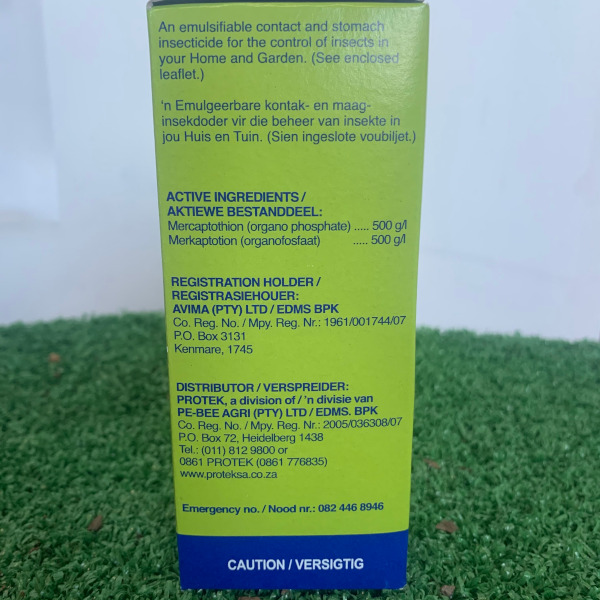 An emulsifiable contact and stomach
insecticide for the control of insects in
your Home and Garden. (See enclosed
leaflet.)
'n Emulgeerbare kontak- en maag-
insekdoder vir die beheer van insekte in
jou Huis en Tuin. (Sien ingeslote voubiljet.)
ACTIVE INGREDIENTS /
AKTIEWE BESTANDDEEL:
Mercaptothion (organo phosphate) ..... 500 g/l
Merkaptotion (organofosfaat) ..... 500 g/l
REGISTRATION HOLDER /
REGISTRASIEHOUER:
AVIMA (PTY) LTD / EDMS BPK
Co. Reg. No. / Mpy. Reg. Nr.: 1961/001744/07
P.O. Box 3131
Kenmare, 1745
DISTRIBUTOR / VERSPREIDER:
PROTEK, a division of / 'n divisie van
PE-BEE AGRI (PTY) LTD / EDMS. BPK
Co. Reg. No. / Mpy. Reg. Nr.: 2005/036308/07
P.O. Box 72, Heidelberg 1438
Tel.: (011) 812 9800 or
0861 PROTEK (0861 776835)
www.proteksa.co.za
Emergency no. / Nood nr.: 082 446 8946
CAUTION / VERSIGTIG